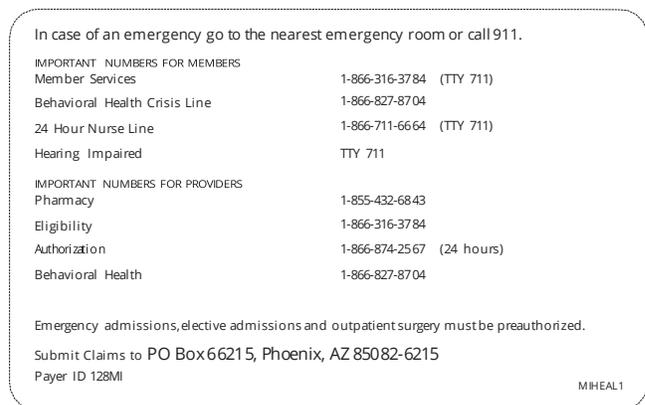 In case of an emergency go to the nearest emergency room or call 911.
IMPORTANT NUMBERS FOR MEMBERS
Member Services 1-866-316-3784 (TTY 711)
Behavioral Health Crisis Line 1-866-827-8704
24 Hour Nurse Line 1-866-711-6664 (TTY 711)
Hearing Impaired TTY 711
IMPORTANT NUMBERS FOR PROVIDERS
Pharmacy 1-855-432-6843
Eligibility 1-866-316-3784
Authorization 1-866-874-2567 (24 hours)
Behavioral Health 1-866-827-8704
Emergency admissions, elective admissions and outpatient surgery must be preauthorized.
Submit Claims to PO Box 66215, Phoenix, AZ 85082-6215
Payer ID 128MI
MIHEAL1